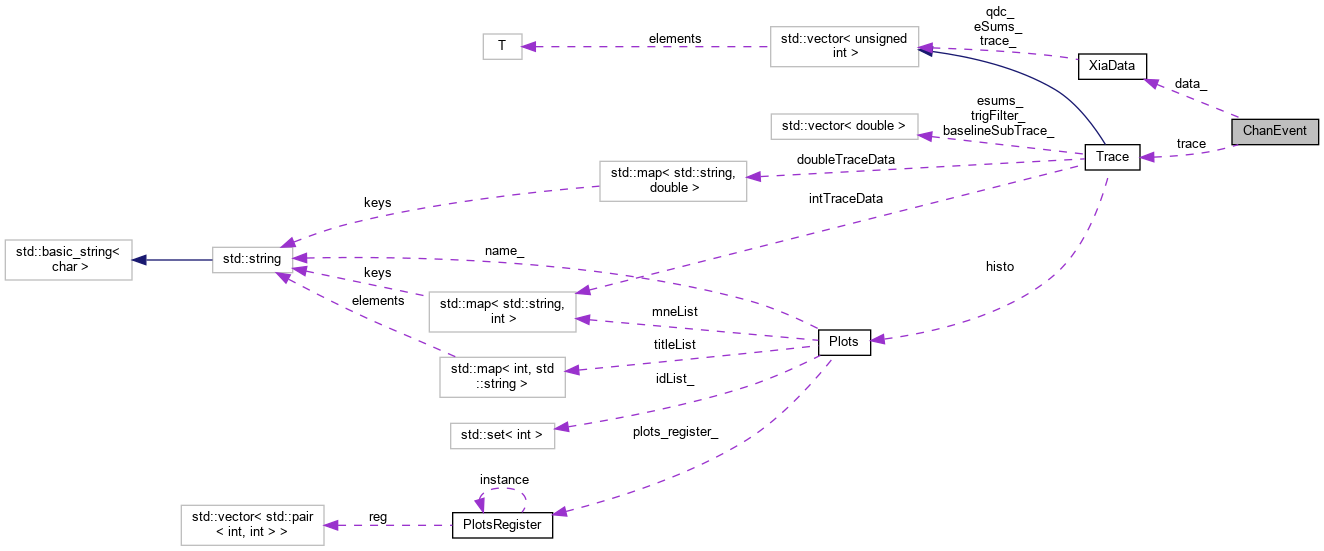 qdc_
eSums_
trace_
elements
T
std::vector< unsigned
int >
XiaData
data_
ChanEvent
trace
esums_
trigFilter_
baselineSubTrace_
std::vector< double >
Trace
doubleTraceData
std::map< std::string,
double >
intTraceData
keys
std::basic_string<
char >
std::string
name_
histo
keys
elements
std::map< std::string,
int >
mneList
Plots
titleList
std::map< int, std
::string >
idList_
std::set< int >
plots_register_
instance
std::vector< std::pair
< int, int > >
reg
PlotsRegister